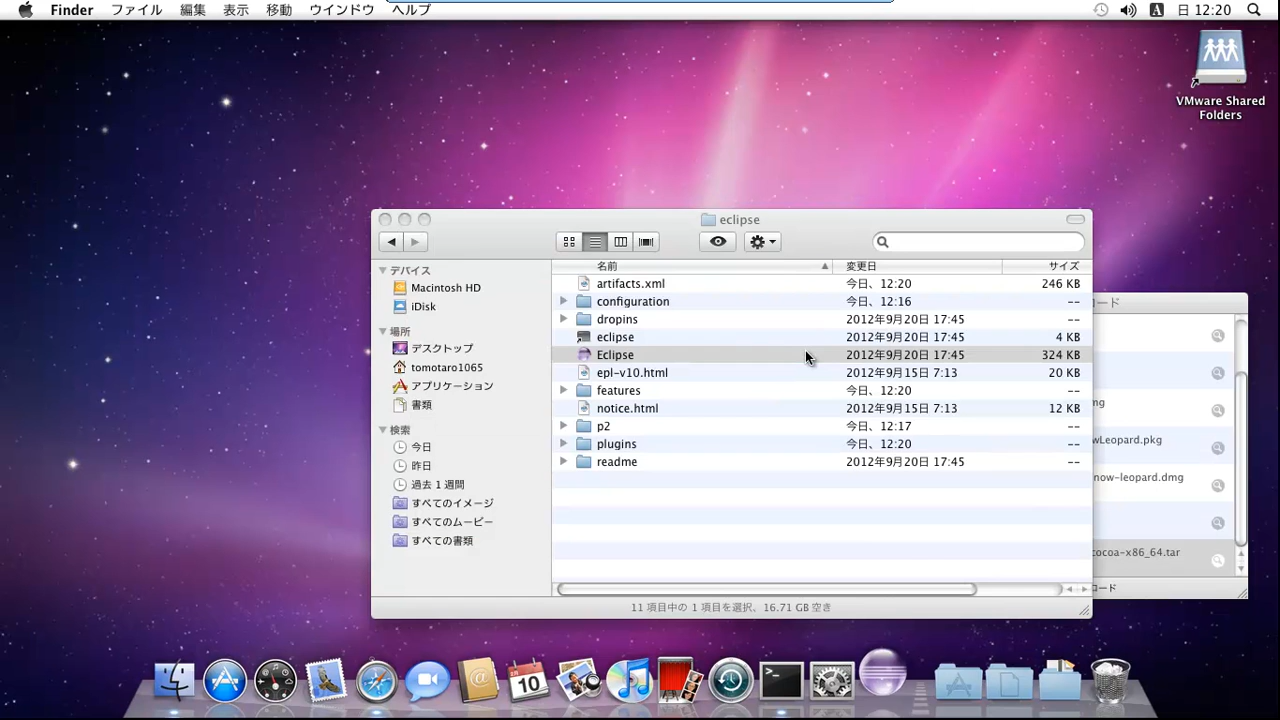 Finder ファイル 編集 表示 移動 ウインドウ ヘルプ A 日 12:20
VMware Shared
Folders
eclipse
名前 変更日 サイズ
デバイス
Macintosh HD
iDisk
場所
デスクトップ
tomotaro1065
アプリケーション
書類
検索
今日
昨日
過去 1 週間
すべてのイメージ
すべてのムービー
すべての書類
artifacts.xml 今日、12:20 246 KB
configuration 今日、12:16 --
dropins 2012年9月20日 17:45 --
eclipse 2012年9月20日 17:45 4 KB
Eclipse 2012年9月20日 17:45 324 KB
epl-v10.html 2012年9月15日 7:13 20 KB
features 今日、12:20 --
notice.html 2012年9月15日 7:13 12 KB
p2 今日、12:17 --
plugins 今日、12:20 --
readme 2012年9月20日 17:45 --
11 項目中の 1 項目を選択、16.71 GB 空き
ード
mg
wLeopard.pkg
now-leopard.dmg
cocoa-x86_64.tar
ード
10